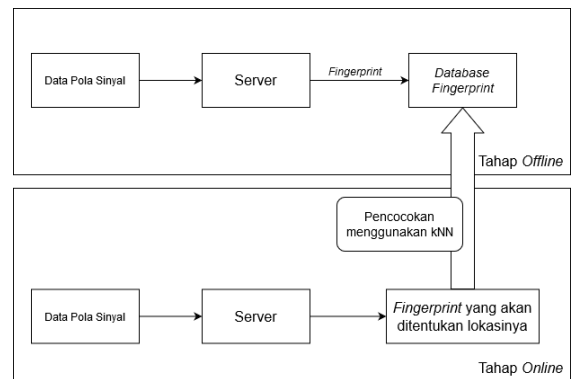 Data Pola Sinyal
Server
Fingerprint
Database
Fingerprint
Tahap Offline
Pencocokan
menggunakan kNN
Data Pola Sinyal
Server
Fingerprint yang akan
ditentukan lokasinya
Tahap Online